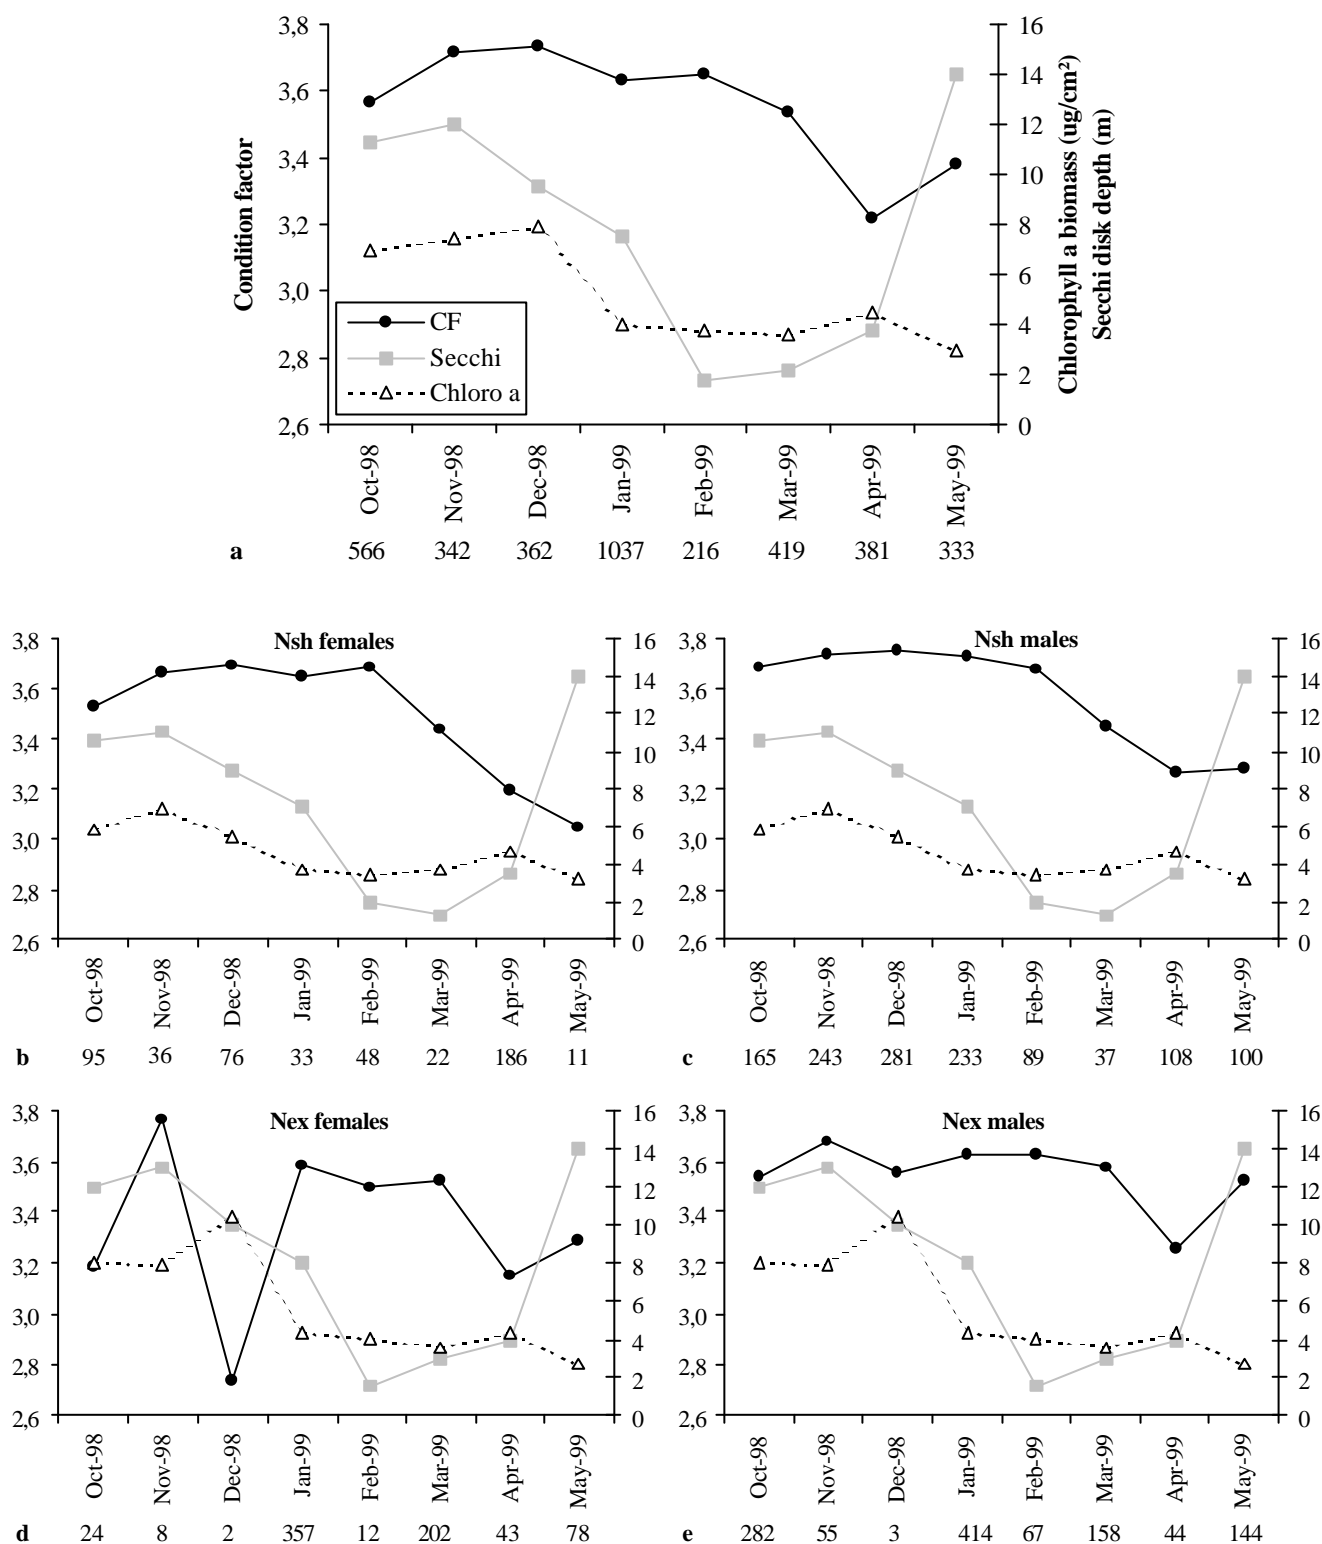 3,8
3,6
3,4
3,2
3,0
2,8
2,6
Condition factor
16
14
12
10
8
6
4
2
0
Chlorophyll a biomass (ug/cm²)
Secchi disk depth (m)
CF
Secchi
Chloro a
Oct-98
Nov-98
Dec-98
Jan-99
Feb-99
Mar-99
Apr-99
May-99
a 566 342 362 1037 216 419 381 333
Nsh females
3,8
3,6
3,4
3,2
3,0
2,8
2,6
16
14
12
10
8
6
4
2
0
Oct-98
Nov-98
Dec-98
Jan-99
Feb-99
Mar-99
Apr-99
May-99
b 95 36 76 33 48 22 186 11
Nsh males
3,8
3,6
3,4
3,2
3,0
2,8
2,6
16
14
12
10
8
6
4
2
0
Oct-98
Nov-98
Dec-98
Jan-99
Feb-99
Mar-99
Apr-99
May-99
c 165 243 281 233 89 37 108 100
Nex females
3,8
3,6
3,4
3,2
3,0
2,8
2,6
16
14
12
10
8
6
4
2
0
Oct-98
Nov-98
Dec-98
Jan-99
Feb-99
Mar-99
Apr-99
May-99
d 24 8 2 357 12 202 43 78
Nex males
3,8
3,6
3,4
3,2
3,0
2,8
2,6
16
14
12
10
8
6
4
2
0
Oct-98
Nov-98
Dec-98
Jan-99
Feb-99
Mar-99
Apr-99
May-99
e 282 55 3 414 67 158 44 144